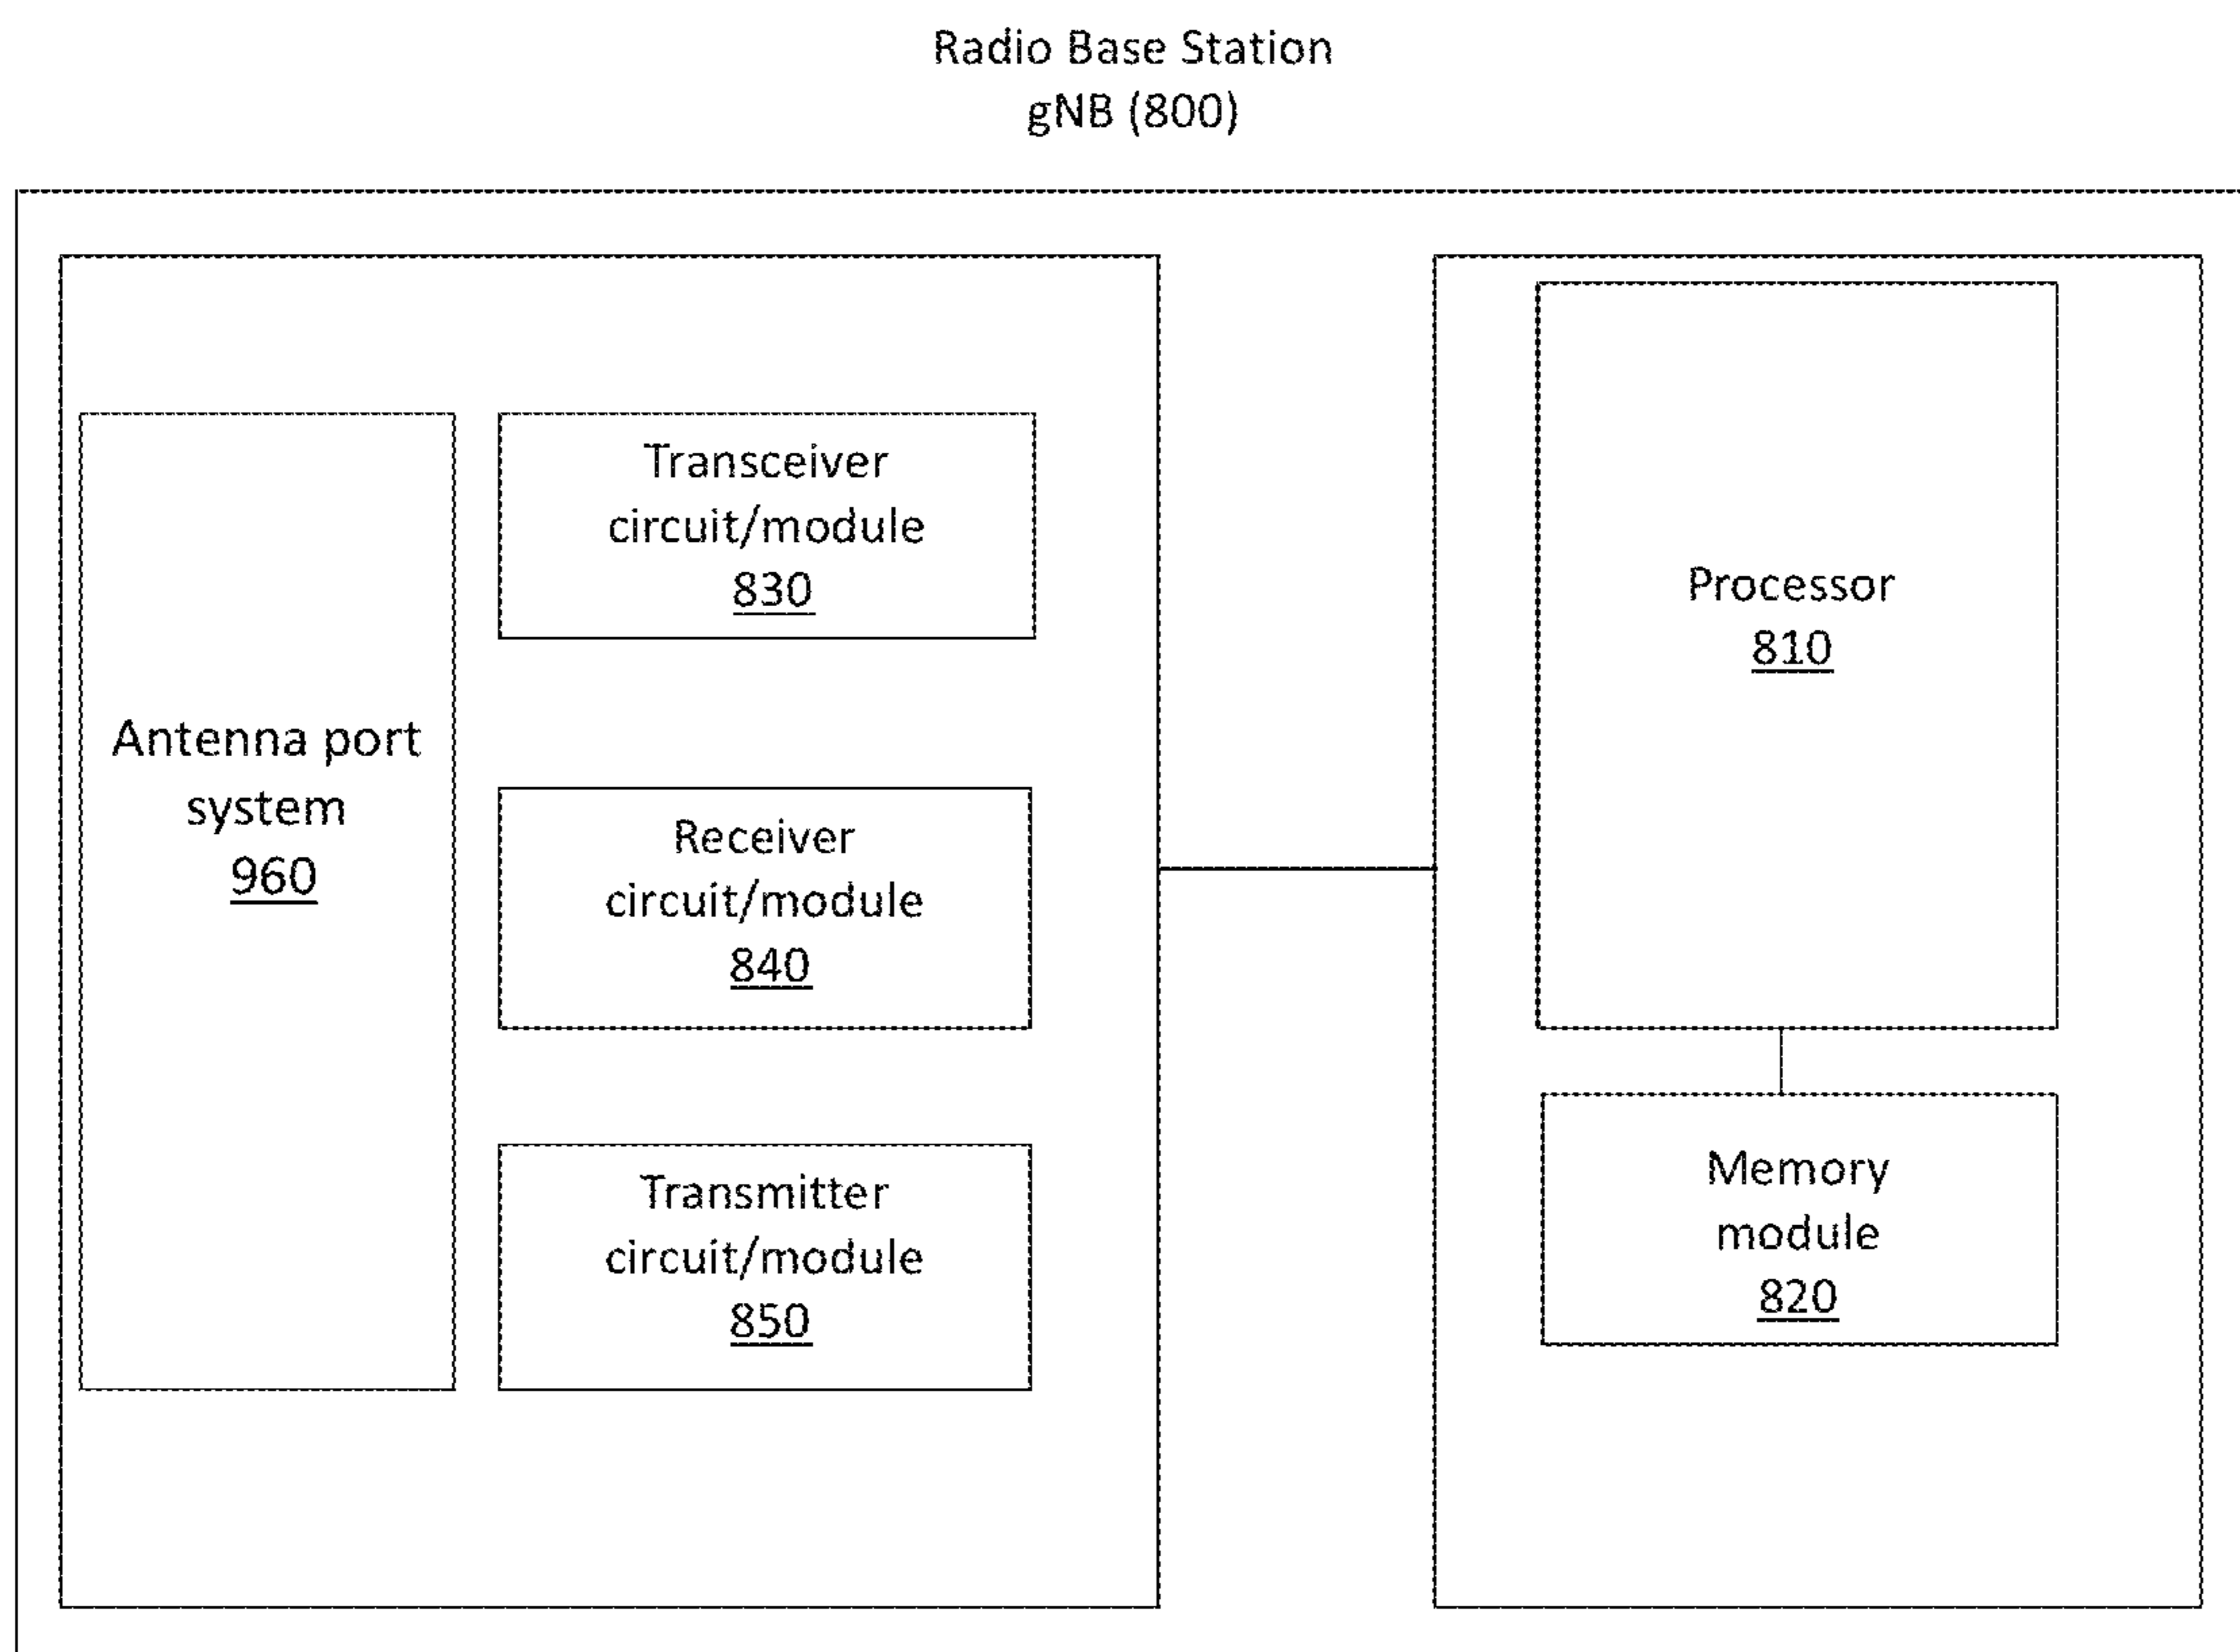 Radio Base Station
gNB (800)
Antenna port
system
960
Transceiver
circuit/module
830
Receiver
circuit/module
840
Transmitter
circuit/module
850
Processor
810
Memory
module
820